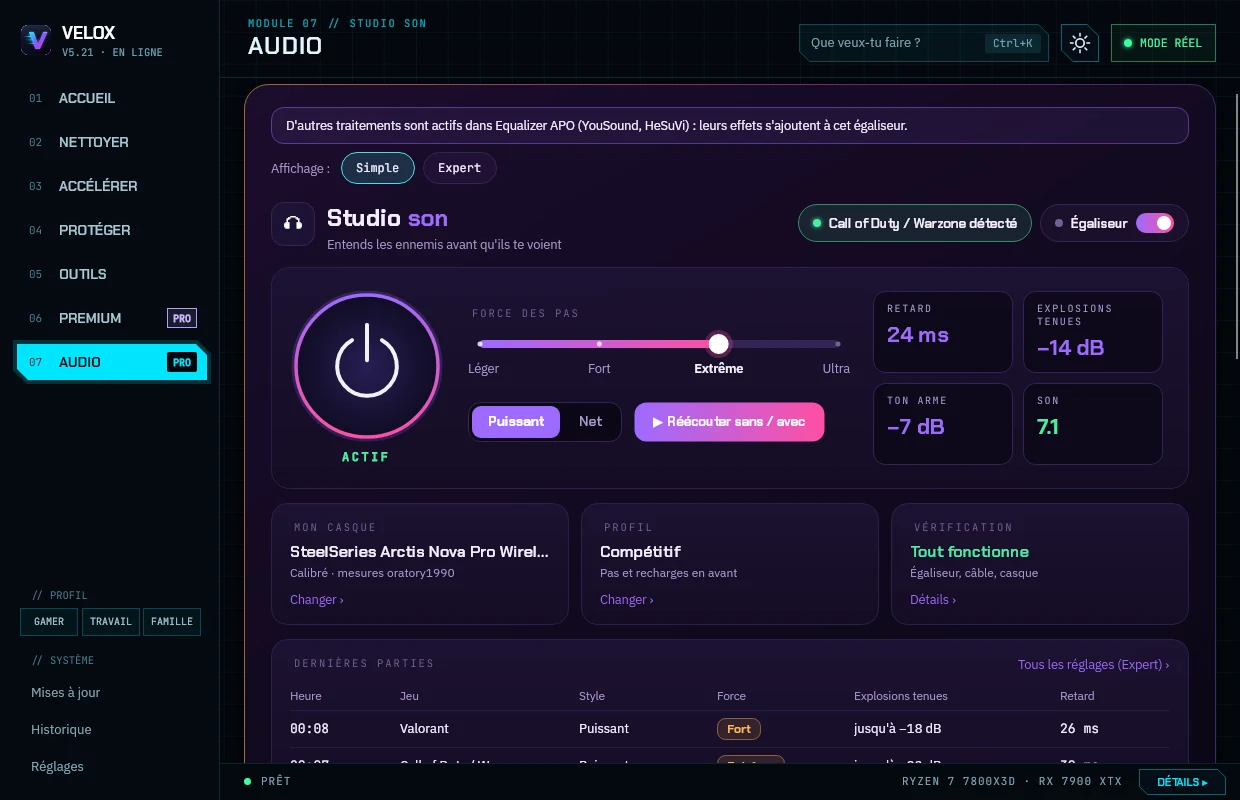 VELOX
V5.21 · EN LIGNE
01 ACCUEIL
02 NETTOYER
03 ACCÉLÉRER
04 PROTÉGER
05 OUTILS
06 PREMIUM PRO
07 AUDIO PRO
// PROFIL
GAMER TRAVAIL FAMILLE
// SYSTÈME
Mises à jour
Historique
Réglages
MODULE 07 // STUDIO SON
AUDIO
Que veux-tu faire ? Ctrl+K
MODE RÉEL
D'autres traitements sont actifs dans Equalizer APO (YouSound, HeSuVi) : leurs effets s'ajoutent à cet égaliseur.
Affichage : Simple Expert
Studio son
Entends les ennemis avant qu'ils te voient
Call of Duty / Warzone détecté
Égaliseur
ACTIF
FORCE DES PAS
Léger Fort Extrême Ultra
Puissant Net ▶ Réécouter sans / avec
RETARD
24 ms
EXPLOSIONS TENUES
−14 dB
TON ARME
−7 dB
SON
7.1
MON CASQUE
SteelSeries Arctis Nova Pro Wirel...
Calibré · mesures oratory1990
Changer ›
PROFIL
Compétitif
Pas et recharges en avant
Changer ›
VÉRIFICATION
Tout fonctionne
Égaliseur, câble, casque
Détails ›
DERNIÈRES PARTIES Tous les réglages (Expert) ›
Heure Jeu Style Force Explosions tenues Retard
00:08 Valorant Puissant Fort jusqu'à −18 dB 26 ms
PRÊT
RYZEN 7 7800X3D · RX 7900 XTX
DÉTAILS ▸